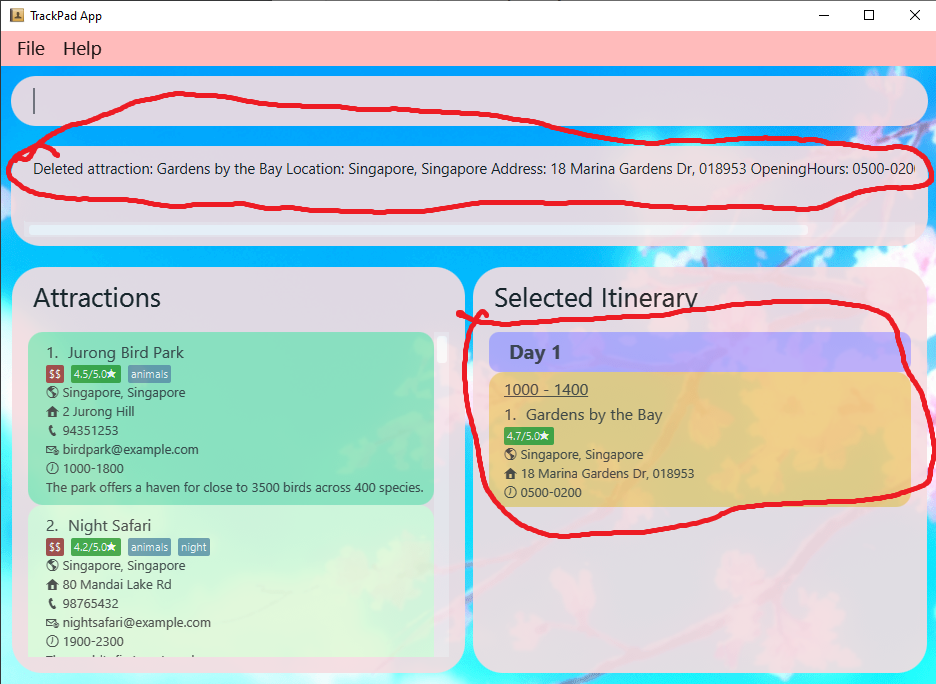 TrackPad App
File Help
Deleted attraction: Gardens by the Bay Location: Singapore, Singapore Address: 18 Marina Gardens Dr, 018953 OpeningHours: 0500-020
Attractions
1. Jurong Bird Park
$$ 4.5/5.0★ animals
Singapore, Singapore
2 Jurong Hill
94351253
birdpark@example.com
1000-1800
The park offers a haven for close to 3500 birds across 400 species.
2. Night Safari
$$ 4.2/5.0★ animals night
Singapore, Singapore
80 Mandai Lake Rd
98765432
nightsafari@example.com
1900-2300
Selected Itinerary
Day 1
1000 - 1400
1. Gardens by the Bay
4.7/5.0★
Singapore, Singapore
18 Marina Gardens Dr, 018953
0500-0200